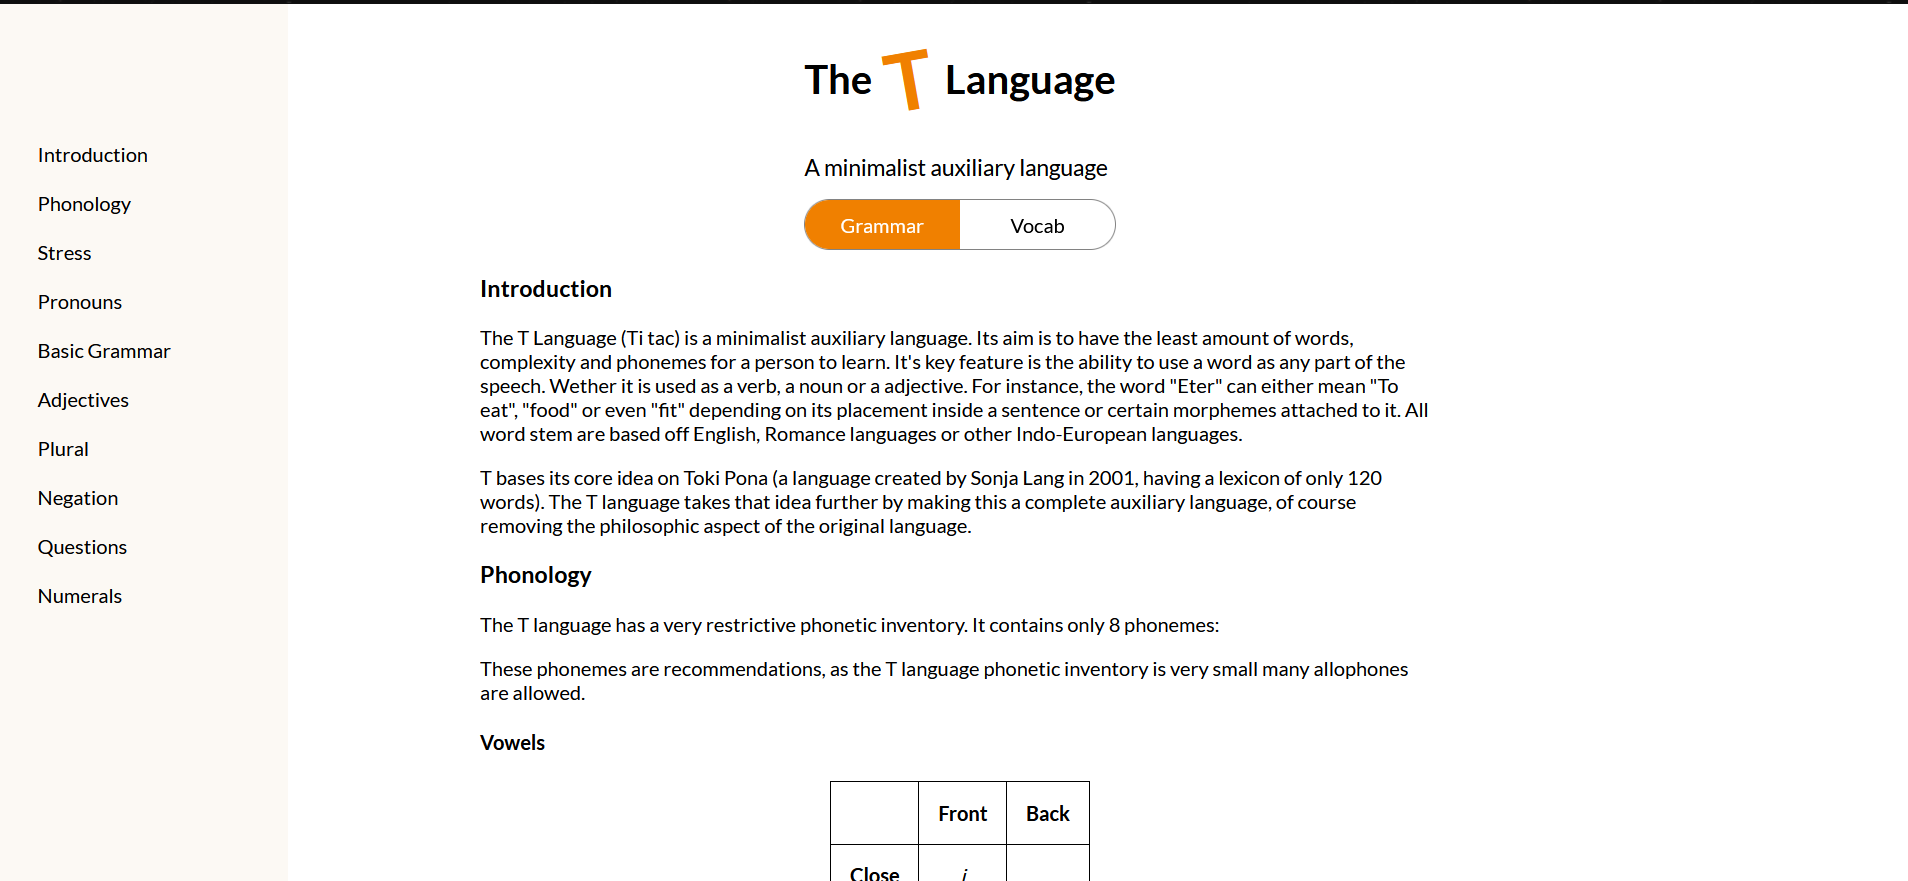 The T Language
A minimalist auxiliary language
Grammar Vocab
Introduction
Phonology
Stress
Pronouns
Basic Grammar
Adjectives
Plural
Negation
Questions
Numerals
Introduction
The T Language (Ti tac) is a minimalist auxiliary language. Its aim is to have the least amount of words,
complexity and phonemes for a person to learn. It's key feature is the ability to use a word as any part of the
speech. Wether it is used as a verb, a noun or a adjective. For instance, the word "Eter" can either mean "To
eat", "food" or even "fit" depending on its placement inside a sentence or certain morphemes attached to it. All
word stem are based off English, Romance languages or other Indo-European languages.
T bases its core idea on Toki Pona (a language created by Sonja Lang in 2001, having a lexicon of only 120
words). The T language takes that idea further by making this a complete auxiliary language, of course
removing the philosophic aspect of the original language.
Phonology
The T language has a very restrictive phonetic inventory. It contains only 8 phonemes:
These phonemes are recommendations, as the T language phonetic inventory is very small many allophones
are allowed.
Vowels
Front Back
Close i